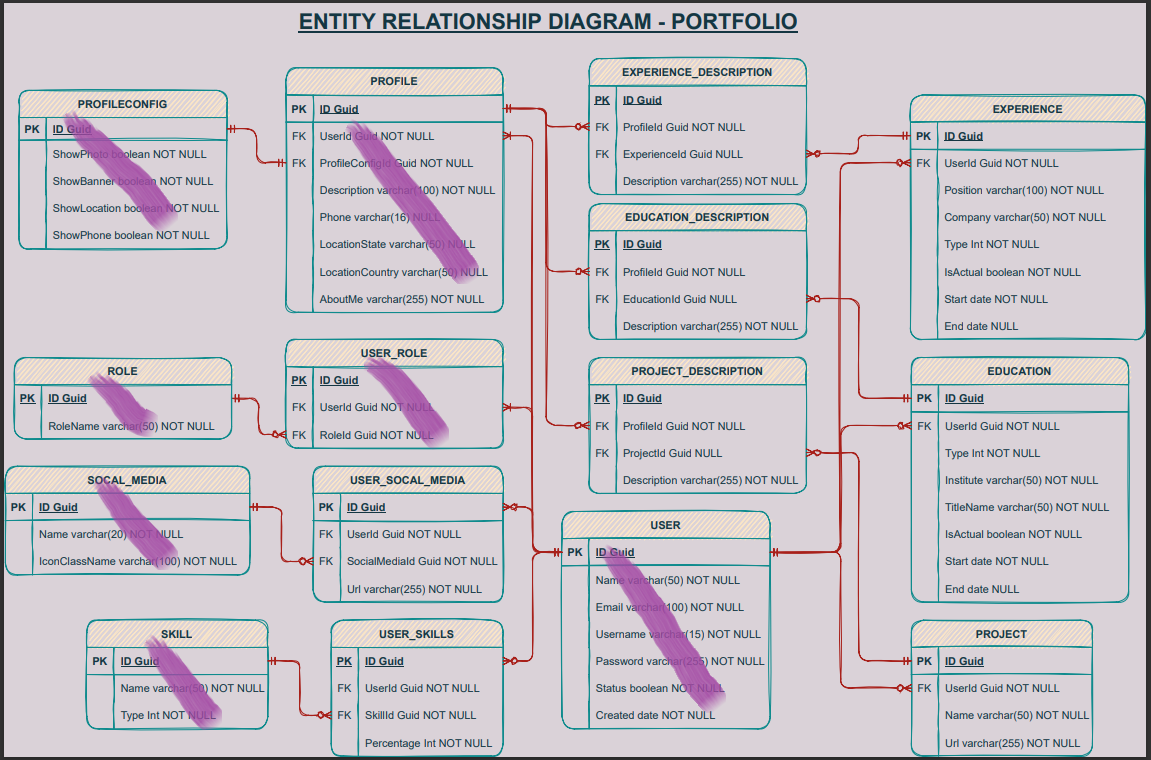 ENTITY RELATIONSHIP DIAGRAM - PORTFOLIO
PROFILECONFIG
PK ID Guid
ShowPhoto boolean NOT NULL
ShowBanner boolean NOT NULL
ShowLocation boolean NOT NULL
ShowPhone boolean NOT NULL
PROFILE
PK ID Guid
FK UserId Guid NOT NULL
FK ProfileConfigId Guid NOT NULL
Description varchar(100) NOT NULL
Phone varchar(16) NULL
LocationState varchar(50) NULL
LocationCountry varchar(50) NULL
AboutMe varchar(255) NOT NULL
EXPERIENCE_DESCRIPTION
PK ID Guid
FK ProfileId Guid NOT NULL
FK ExperienceId Guid NULL
Description varchar(255) NOT NULL
EXPERIENCE
PK ID Guid
FK UserId Guid NOT NULL
Position varchar(100) NOT NULL
Company varchar(50) NOT NULL
Type Int NOT NULL
IsActual boolean NOT NULL
Start date NOT NULL
End date NULL
EDUCATION_DESCRIPTION
PK ID Guid
FK ProfileId Guid NOT NULL
FK EducationId Guid NULL
Description varchar(255) NOT NULL
ROLE
PK ID Guid
RoleName varchar(50) NOT NULL
USER_ROLE
PK ID Guid
FK UserId Guid NOT NULL
FK RoleId Guid NOT NULL
PROJECT_DESCRIPTION
PK ID Guid
FK ProfileId Guid NOT NULL
FK ProjectId Guid NULL
Description varchar(255) NOT NULL
EDUCATION
PK ID Guid
FK UserId Guid NOT NULL
Type Int NOT NULL
Institute varchar(50) NOT NULL
TitleName varchar(50) NOT NULL
IsActual boolean NOT NULL
Start date NOT NULL
End date NULL
SOCAL_MEDIA
PK ID Guid
Name varchar(20) NOT NULL
IconClassName varchar(100) NOT NULL
USER_SOCAL_MEDIA
PK ID Guid
FK UserId Guid NOT NULL
FK SocialMediaId Guid NOT NULL
Url varchar(255) NOT NULL
USER
PK ID Guid
Name varchar(50) NOT NULL
Email varchar(100) NOT NULL
Username varchar(15) NOT NULL
Password varchar(255) NOT NULL
Status boolean NOT NULL
Created date NOT NULL
SKILL
PK ID Guid
Name varchar(50) NOT NULL
Type Int NOT NULL
USER_SKILLS
PK ID Guid
FK UserId Guid NOT NULL
FK SkillId Guid NOT NULL
Percentage Int NOT NULL
PROJECT
PK ID Guid
FK UserId Guid NOT NULL
Name varchar(50) NOT NULL
Url varchar(255) NOT NULL